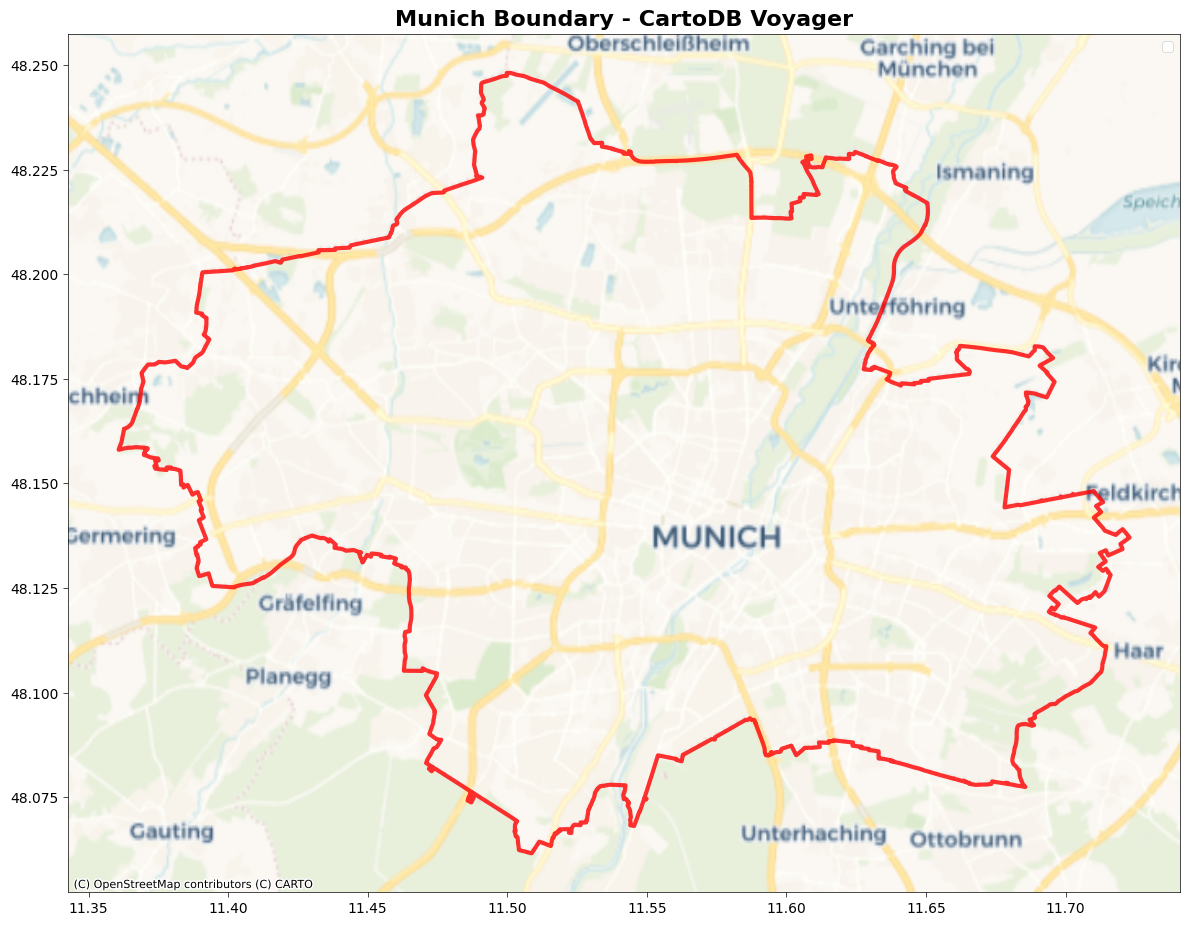 Munich Boundary - CartoDB Voyager
48.250
48.225
48.200
48.175
48.150
48.125
48.100
48.075
Oberschleißheim
Garching bei
München
Ismaning
Speich
Unterföhring
Kir
chheim
Feldkirch
Germering
MUNICH
Gräfelfing
Haar
Planegg
Gauting
Unterhaching
Ottobrunn
(C) OpenStreetMap contributors (C) CARTO
11.35 11.40 11.45 11.50 11.55 11.60 11.65 11.70